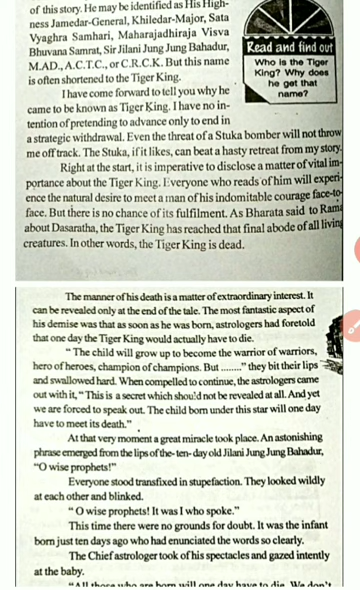 of this story. He may be identified as His High-
ness Jamedar-General, Khiledar-Major, Sata
Vyaghra Samhari, Maharajadhiraja Visva
Bhuvana Samrat, Sir Jilani Jung Jung Bahadur,
M.AD., A.C.T.C., or C.R.C.K. But this name
is often shortened to the Tiger King.
I have come forward to tell you why he
came to be known as Tiger King. I have no in-
tention of pretending to advance only to end in
Read and find out
Who is the Tiger
King? Why does
he get that
name?
a strategic withdrawal. Even the threat of a Stuka bomber will not throw
me off track. The Stuka, if it likes, can beat a hasty retreat from my story.
Right at the start, it is imperative to disclose a matter of vital im-
portance about the Tiger King. Everyone who reads of him will experi-
ence the natural desire to meet a man of his indomitable courage face-to-
face. But there is no chance of its fulfilment. As Bharata said to Rama
about Dasaratha, the Tiger King has reached that final abode of all living
creatures. In other words, the Tiger King is dead.
The manner of his death is a matter of extraordinary interest. It
can be revealed only at the end of the tale. The most fantastic aspect of
his demise was that as soon as he was born, astrologers had foretold
that one day the Tiger King would actually have to die.
" The child will grow up to become the warrior of warriors,
hero of heroes, champion of champions. But ........" they bit their lips
and swallowed hard. When compelled to continue, the astrologers came
out with it, " This is a secret which should not be revealed at all. And yet
we are forced to speak out. The child born under this star will one day
have to meet its death."
At that very moment a great miracle took place. An astonishing
phrase emerged from the lips of the- ten- day old Jilani Jung Jung Bahadur,
"O wise prophets!"
Everyone stood transfixed in stupefaction. They looked wildly
at each other and blinked.
" O wise prophets! It was I who spoke."
This time there were no grounds for doubt. It was the infant
born just ten days ago who had enunciated the words so clearly.
The Chief astrologer took of his spectacles and gazed intently
at the baby.
"All those who are born will one day have to die. We don't